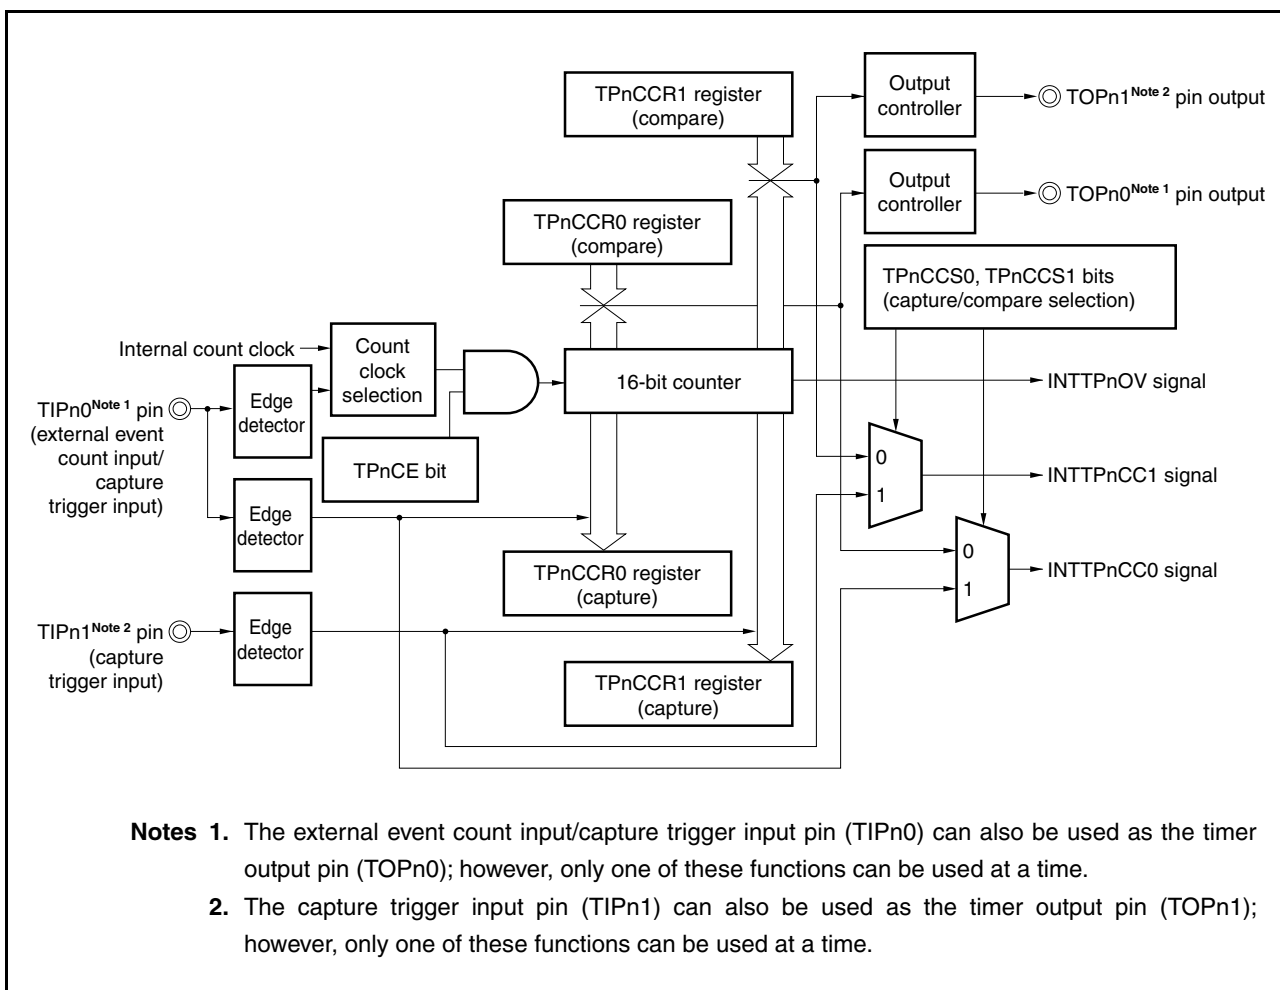 TPnCCR1 register
(compare)
Output
controller
TOPn1Note 2 pin output
Output
controller
TOPn0Note 1 pin output
TPnCCR0 register
(compare)
TPnCCS0, TPnCCS1 bits
(capture/compare selection)
Internal count clock
Count
clock
selection
16-bit counter
INTTPnOV signal
TIPn0Note 1 pin
(external event
count input/
capture
trigger input)
Edge
detector
TPnCE bit
0
1
INTTPnCC1 signal
Edge
detector
TPnCCR0 register
(capture)
0
1
INTTPnCC0 signal
TIPn1Note 2 pin
(capture
trigger input)
Edge
detector
TPnCCR1 register
(capture)
Notes 1. The external event count input/capture trigger input pin (TIPn0) can also be used as the timer
output pin (TOPn0); however, only one of these functions can be used at a time.
2. The capture trigger input pin (TIPn1) can also be used as the timer output pin (TOPn1);
however, only one of these functions can be used at a time.